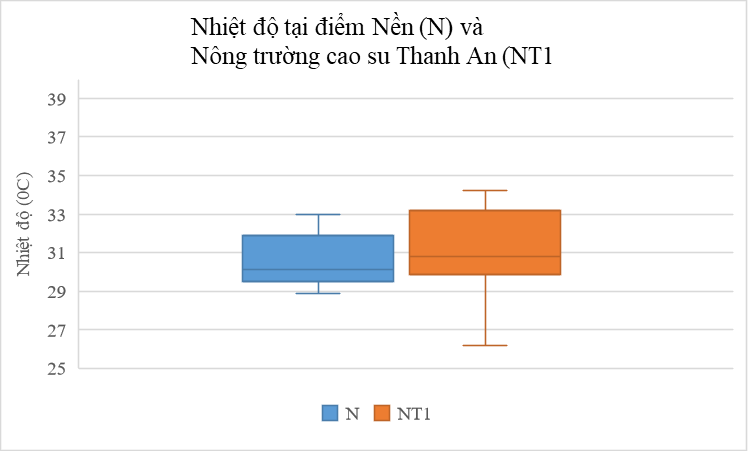 Nhiệt độ tại điểm Nền (N) và
Nông trường cao su Thanh An (NT1
39
37
35
33
31
29
27
25
Nhiệt độ (0C)
N
NT1